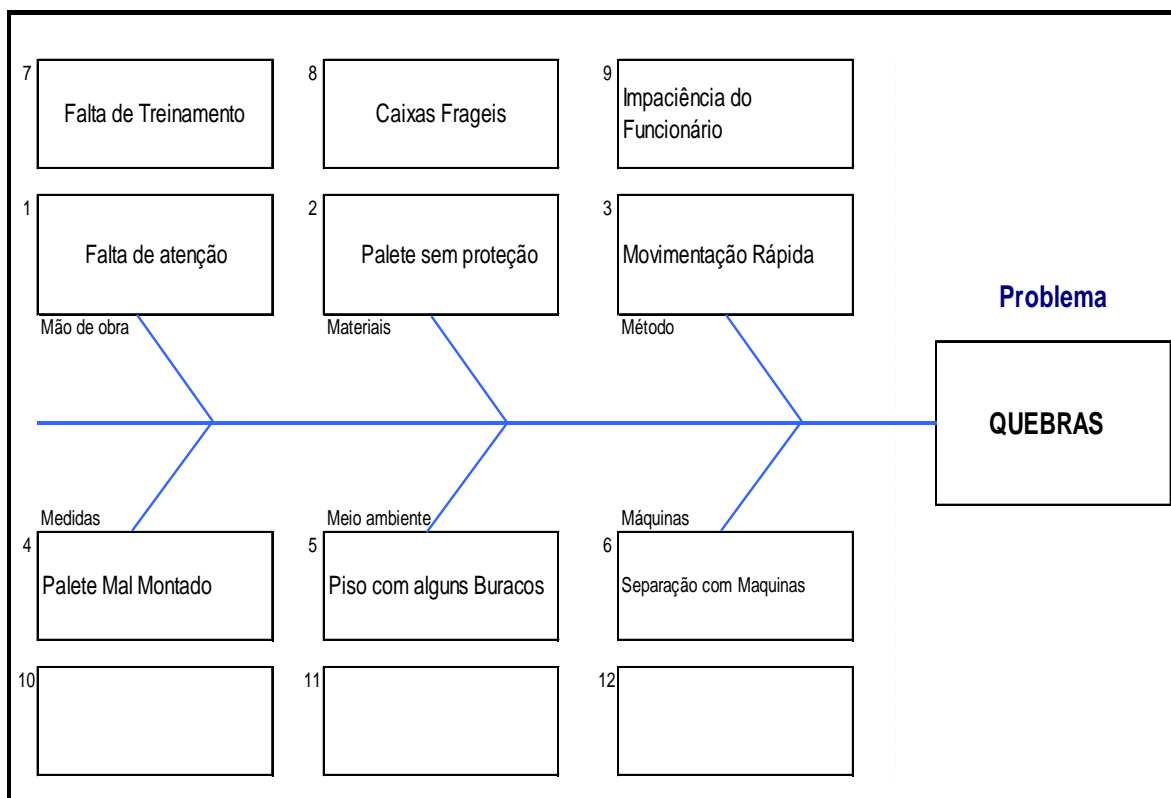 7
Falta de Treinamento
8
Caixas Frageis
9
Impaciência do
Funcionário
1
Falta de atenção
2
Palete sem proteção
3
Movimentação Rápida
Mão de obra
Materiais
Método
Problema
QUEBRAS
Medidas
Meio ambiente
Máquinas
4
Palete Mal Montado
5
Piso com alguns Buracos
6
Separação com Maquinas
10
11
12